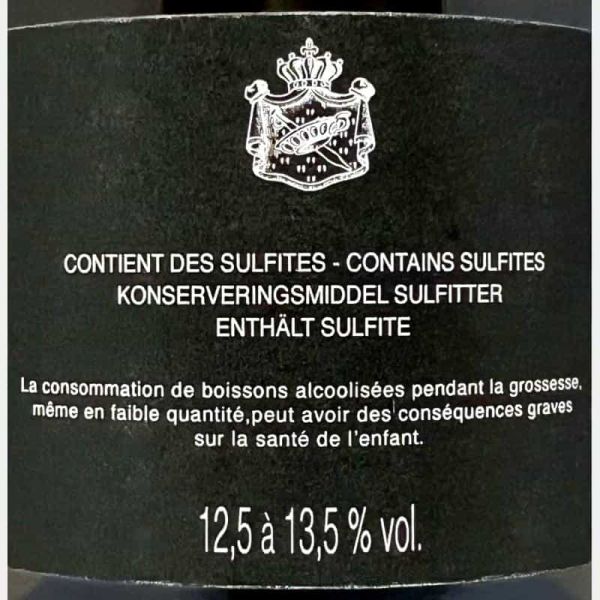 CONTIENT DES SULFITES - CONTAINS SULFITES
KONSERVERINGSMIDDEL SULFITTER
ENTHÄLT SULFITE
La consommation de boissons alcoolisées pendant la grossesse,
même en faible quantité,peut avoir des conséquences graves
sur la santé de l'enfant.
12,5 à 13,5 % vol.